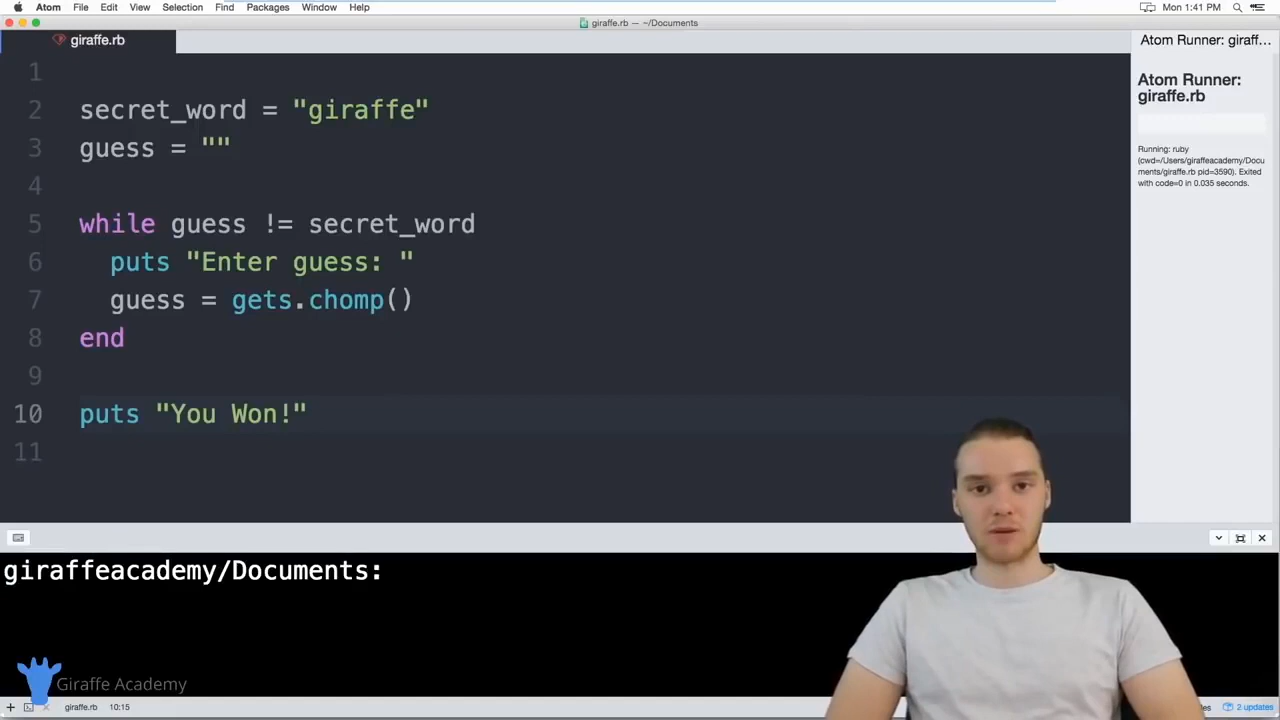 Atom File Edit View Selection Find Packages Window Help Mon 1:41 PM
giraffe.rb — ~/Documents
giraffe.rb
Atom Runner: giraff...
Atom Runner:
giraffe.rb
Running: ruby
(cwd=/Users/giraffeacademy/Docu
ments/giraffe.rb pid=3590). Exited
with code=0 in 0.035 seconds.
1
2 secret_word = "giraffe"
3 guess = ""
4
5 while guess != secret_word
6 puts "Enter guess: "
7 guess = gets.chomp()
8 end
9
10 puts "You Won!"
11
giraffeacademy/Documents:
Giraffe Academy
giraffe.rb 10:15
2 updates